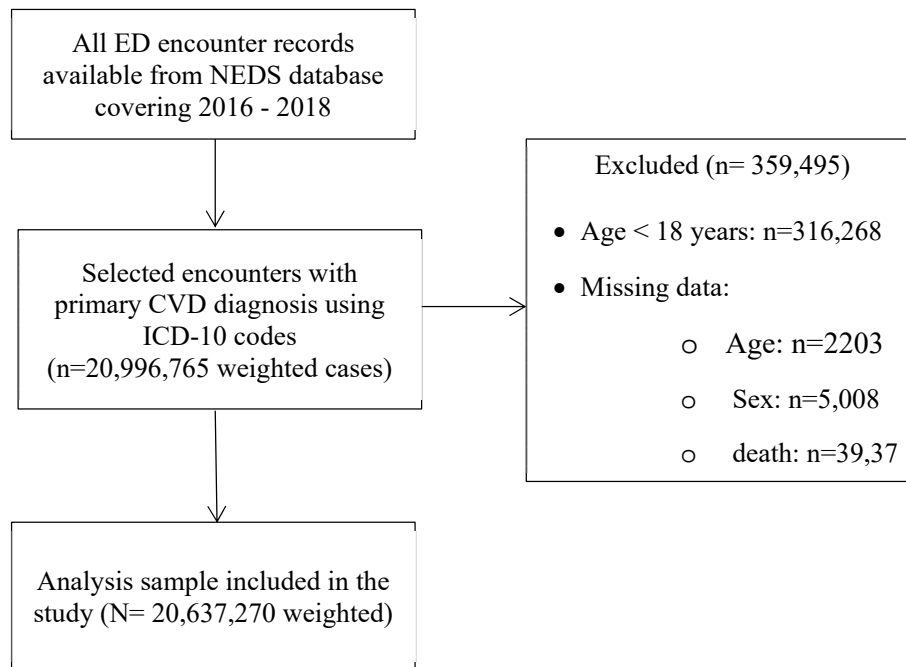 All ED encounter records
available from NEDS database
covering 2016 - 2018
Excluded (n= 359,495)
• Age < 18 years: n=316,268
• Missing data:
o Age: n=2203
o Sex: n=5,008
o death: n=39,37
Selected encounters with
primary CVD diagnosis using
ICD-10 codes
(n=20,996,765 weighted cases)
Analysis sample included in the
study (N= 20,637,270 weighted)